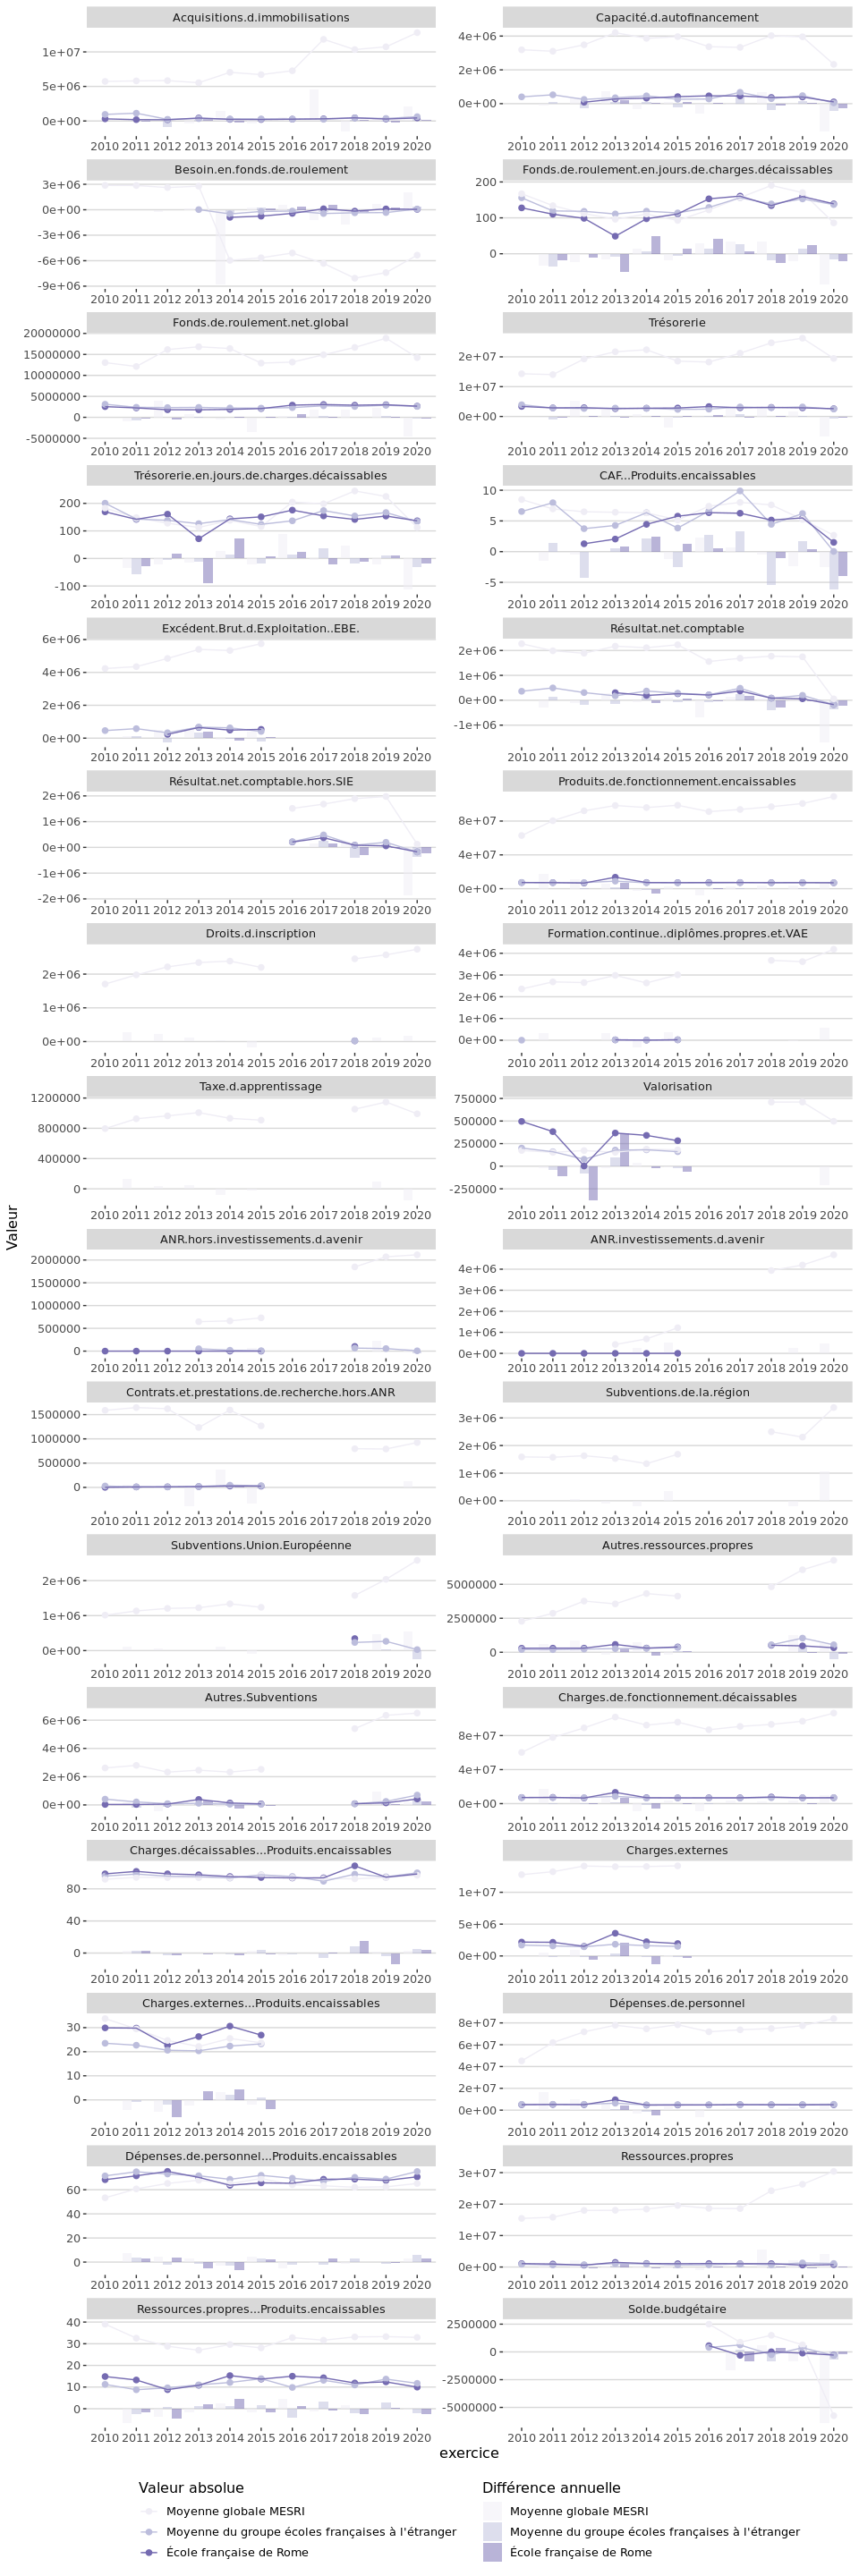 Acquisitions.d.immobilisations
1e+07
5e+06
0e+00
Capacité.d.autofinancement
4e+06
2e+06
0e+00
Besoin.en.fonds.de.roulement
3e+06
0e+00
-3e+06
-6e+06
-9e+06
2010 2011 2012 2013 2014 2015 2016 2017 2018 2019 2020
Fonds.de.roulement.en.jours.de.charges.décaissables
200
100
0
2010 2011 2012 2013 2014 2015 2016 2017 2018 2019 2020
Fonds.de.roulement.net.global
20000000
15000000
10000000
5000000
0
-5000000
2010 2011 2012 2013 2014 2015 2016 2017 2018 2019 2020
Trésorerie
2e+07
1e+07
0e+00
2010 2011 2012 2013 2014 2015 2016 2017 2018 2019 2020
Trésorerie.en.jours.de.charges.décaissables
200
100
0
-100
2010 2011 2012 2013 2014 2015 2016 2017 2018 2019 2020
CAF...Produits.encaissables
10
5
0
-5
2010 2011 2012 2013 2014 2015 2016 2017 2018 2019 2020
Excédent.Brut.d.Exploitation..EBE.
6e+06
4e+06
2e+06
0e+00
2010 2011 2012 2013 2014 2015 2016 2017 2018 2019 2020
Résultat.net.comptable
2e+06
1e+06
0e+00
-1e+06
2010 2011 2012 2013 2014 2015 2016 2017 2018 2019 2020
Résultat.net.comptable.hors.SIE
2e+06
1e+06
0e+00
-1e+06
-2e+06
2010 2011 2012 2013 2014 2015 2016 2017 2018 2019 2020
Produits.de.fonctionnement.encaissables
8e+07
4e+07
0e+00
2010 2011 2012 2013 2014 2015 2016 2017 2018 2019 2020
Droits.d.inscription
2e+06
1e+06
0e+00
2010 2011 2012 2013 2014 2015 2016 2017 2018 2019 2020
Formation.continue..diplômes.propres.et.VAE
4e+06
3e+06
2e+06
1e+06
0e+00
2010 2011 2012 2013 2014 2015 2016 2017 2018 2019 2020
Taxe.d.apprentissage
1200000
800000
400000
0
2010 2011 2012 2013 2014 2015 2016 2017 2018 2019 2020
Valorisation
750000
500000
250000
0
-250000
2010 2011 2012 2013 2014 2015 2016 2017 2018 2019 2020
Valeur
ANR.hors.investissements.d.avenir
2000000
1500000
1000000
500000
0
2010 2011 2012 2013 2014 2015 2016 2017 2018 2019 2020
ANR.investissements.d.avenir
4e+06
3e+06
2e+06
1e+06
0e+00
2010 2011 2012 2013 2014 2015 2016 2017 2018 2019 2020
Contrats.et.prestations.de.recherche.hors.ANR
1500000
1000000
500000
0
2010 2011 2012 2013 2014 2015 2016 2017 2018 2019 2020
Subventions.de.la.région
3e+06
2e+06
1e+06
0e+00
2010 2011 2012 2013 2014 2015 2016 2017 2018 2019 2020
Subventions.Union.Européenne
2e+06
1e+06
0e+00
2010 2011 2012 2013 2014 2015 2016 2017 2018 2019 2020
Autres.ressources.propres
5000000
2500000
0
2010 2011 2012 2013 2014 2015 2016 2017 2018 2019 2020
Autres.Subventions
6e+06
4e+06
2e+06
0e+00
2010 2011 2012 2013 2014 2015 2016 2017 2018 2019 2020
Charges.de.fonctionnement.décaissables
8e+07
4e+07
0e+00
2010 2011 2012 2013 2014 2015 2016 2017 2018 2019 2020
Charges.décaissables...Produits.encaissables
80
40
0
2010 2011 2012 2013 2014 2015 2016 2017 2018 2019 2020
Charges.externes
1e+07
5e+06
0e+00
2010 2011 2012 2013 2014 2015 2016 2017 2018 2019 2020
Charges.externes...Produits.encaissables
30
20
10
0
2010 2011 2012 2013 2014 2015 2016 2017 2018 2019 2020
Dépenses.de.personnel
8e+07
6e+07
4e+07
2e+07
0e+00
2010 2011 2012 2013 2014 2015 2016 2017 2018 2019 2020
Dépenses.de.personnel...Produits.encaissables
60
40
20
0
2010 2011 2012 2013 2014 2015 2016 2017 2018 2019 2020
Ressources.propres
3e+07
2e+07
1e+07
0e+00
2010 2011 2012 2013 2014 2015 2016 2017 2018 2019 2020
Ressources.propres...Produits.encaissables
40
30
20
10
0
2010 2011 2012 2013 2014 2015 2016 2017 2018 2019 2020
Solde.budgétaire
2500000
0
-2500000
-5000000
2010 2011 2012 2013 2014 2015 2016 2017 2018 2019 2020
exercice
Valeur absolue
Moyenne globale MESRI
Moyenne du groupe écoles françaises à l'étranger
École française de Rome
Différence annuelle
Moyenne globale MESRI
Moyenne du groupe écoles françaises à l'étranger
École française de Rome